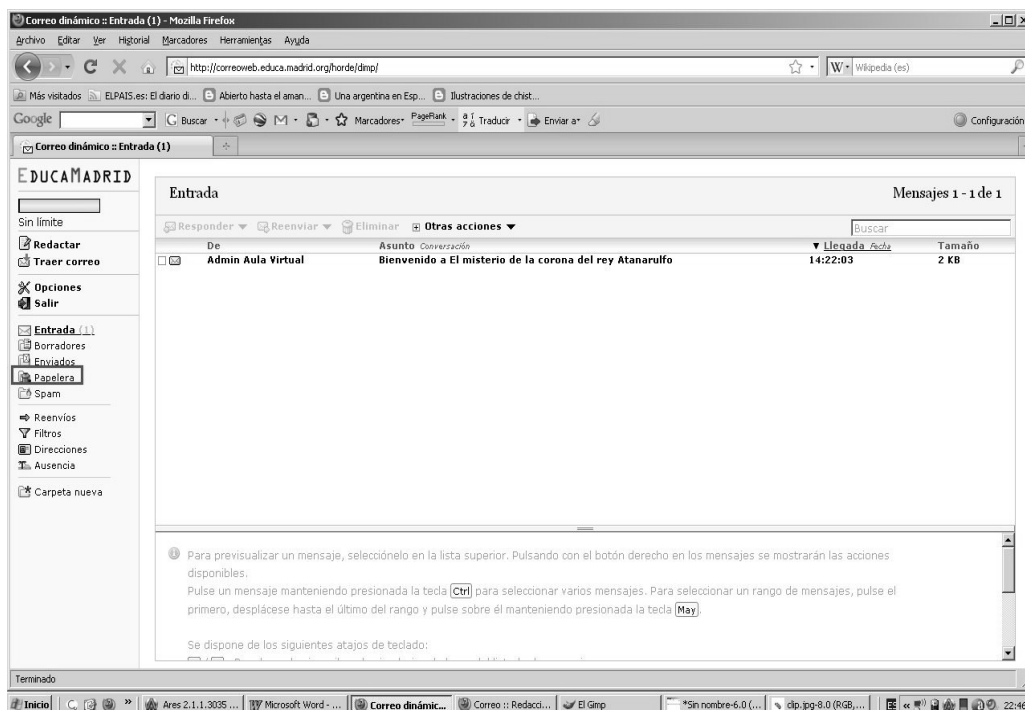 Correo dinámico :: Entrada (1) - Mozilla Firefox
Archivo Editar Ver Historial Marcadores Herramientas Ayuda
http://correoweb.educa.madrid.org/horde/dimp/
Wikipedia (es)
Más visitados ELPAIS.es: El diario di... Abierto hasta el aman... Una argentina en Esp... Ilustraciones de chist...
Google Buscar Marcadores PageRank Traducir Enviar a Configuración
Correo dinámico :: Entrada (1)
EDUCAMADRID
Sin límite
Redactar
Traer correo
Opciones
Salir
Entrada (1)
Borradores
Enviados
Papelera
Spam
Reenvíos
Filtros
Direcciones
Ausencia
Carpeta nueva
Entrada Mensajes 1 - 1 de 1
Responder Reenviar Eliminar Otras acciones Buscar
De Asunto Conversación Llegada Fecha Tamaño
Admin Aula Virtual Bienvenido a El misterio de la corona del rey Atanarulfo 14:22:03 2 KB
Para previsualizar un mensaje, selecciónelo en la lista superior. Pulsando con el botón derecho en los mensajes se mostrarán las acciones
disponibles.
Pulse un mensaje manteniendo presionada la tecla Ctrl para seleccionar varios mensajes. Para seleccionar un rango de mensajes, pulse el
primero, desplácese hasta el último del rango y pulse sobre él manteniendo presionada la tecla May.
Se dispone de los siguientes atajos de teclado:
Terminado
Inicio Ares 2.1.1.3035 ... Microsoft Word - ... Correo dinámic... Correo :: Redacci... El Gimp *Sin nombre-6.0 (... clip.jpg-8.0 (RGB,... 22:46